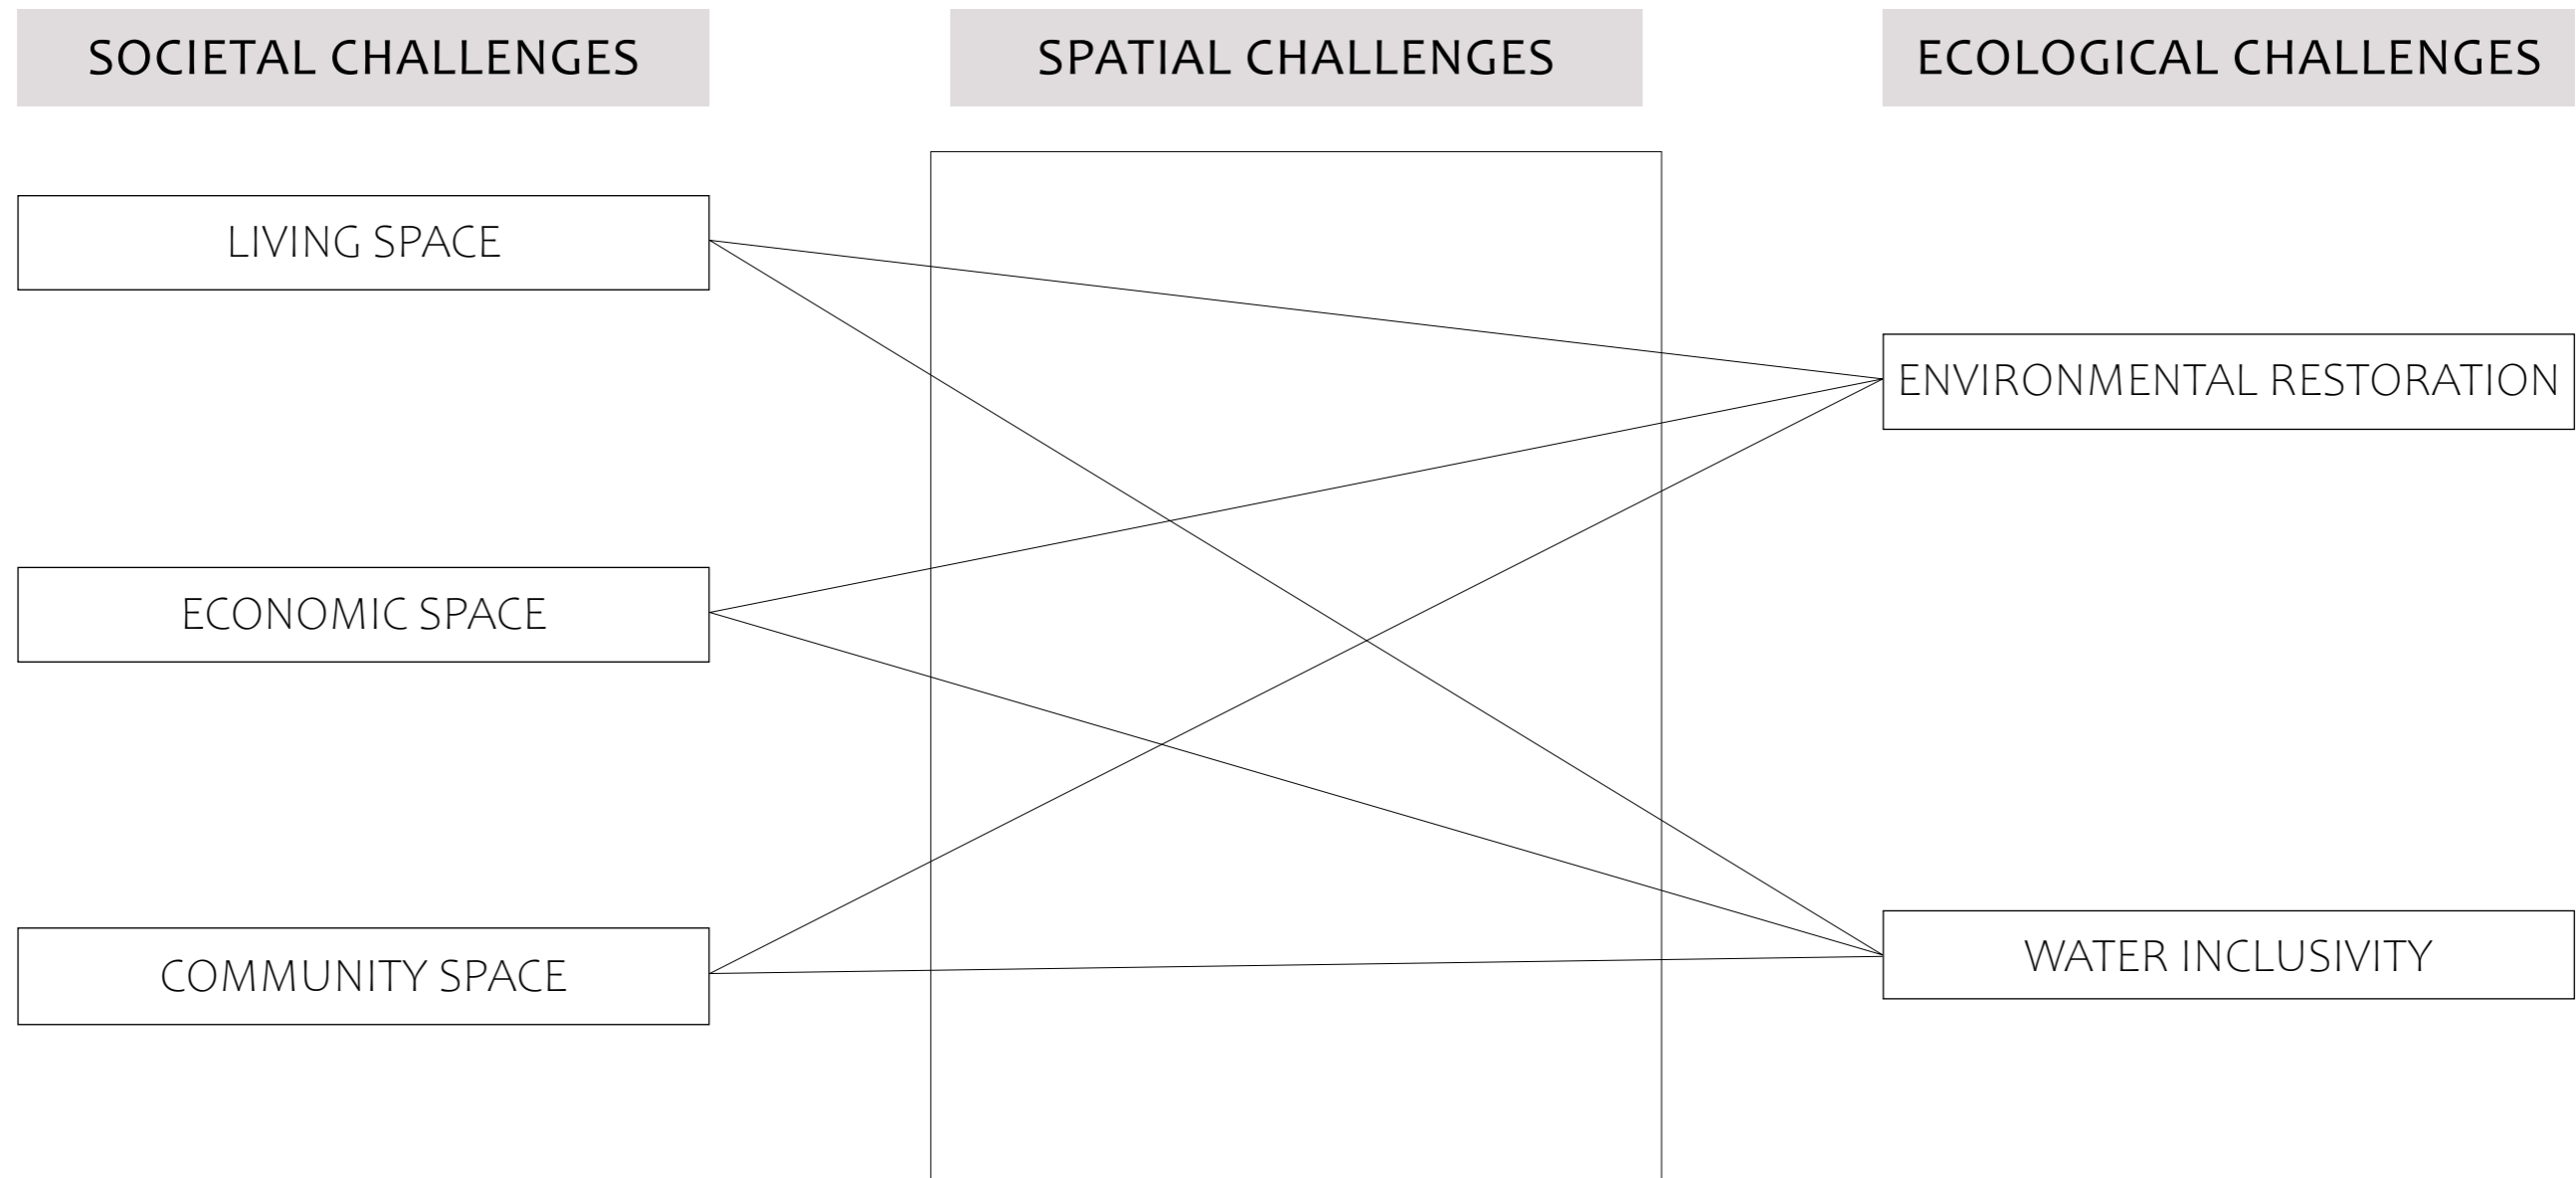 SOCIETAL CHALLENGES
SPATIAL CHALLENGES
ECOLOGICAL CHALLENGES
LIVING SPACE
ENVIRONMENTAL RESTORATION
ECONOMIC SPACE
COMMUNITY SPACE
WATER INCLUSIVITY